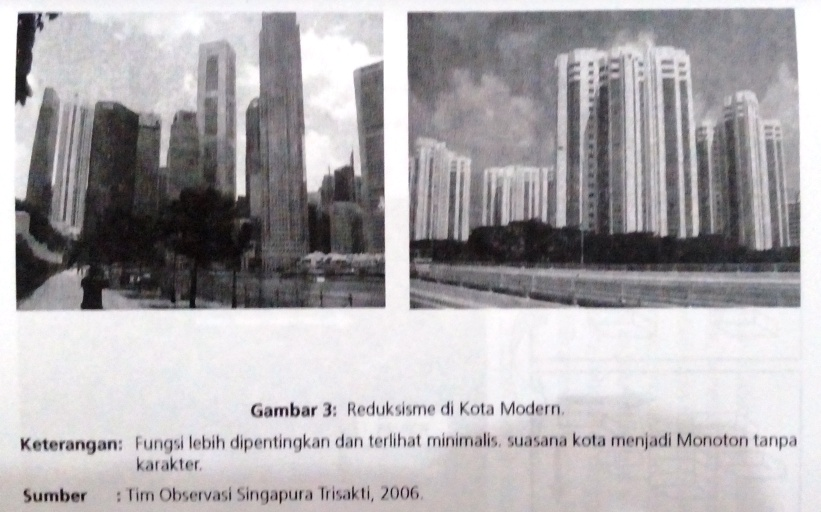 Gambar 3: Reduksisme di Kota Modern.
Keterangan: Fungsi lebih dipentingkan dan terlihat minimalis. suasana kota menjadi Monoton tanpa
karakter.
Sumber : Tim Observasi Singapura Trisakti, 2006.